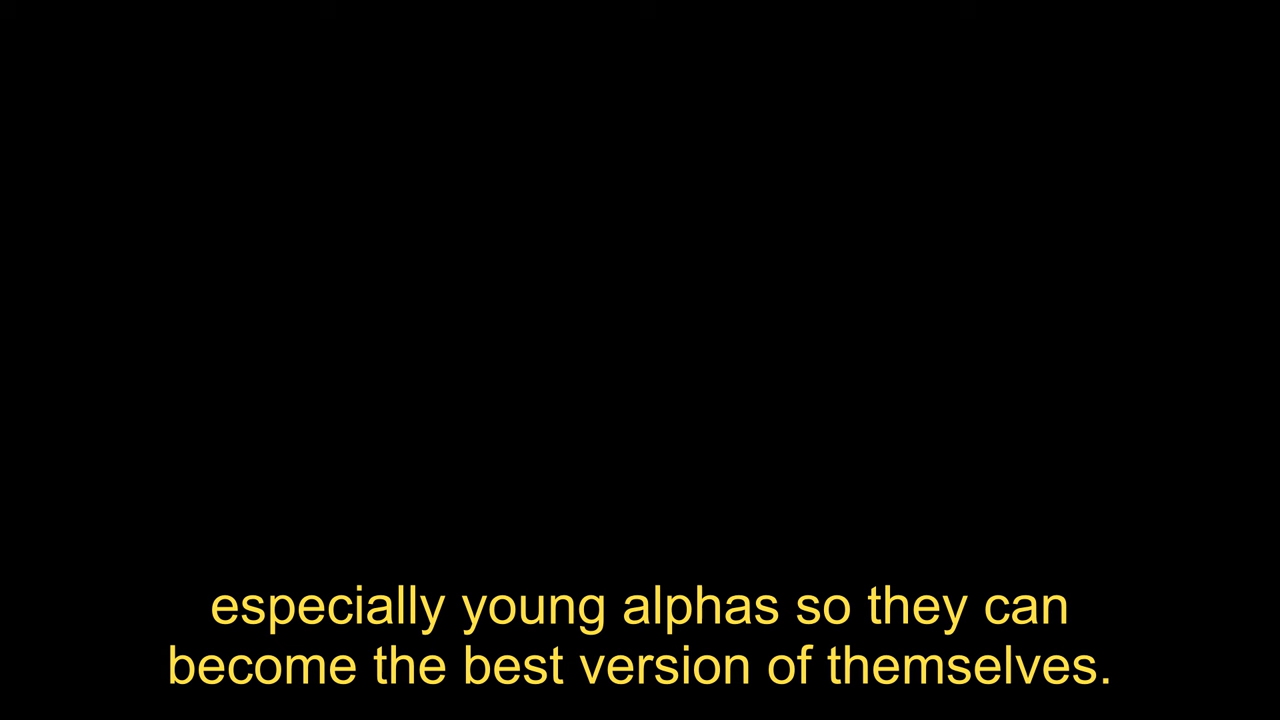 especially young alphas so they can
become the best version of themselves.